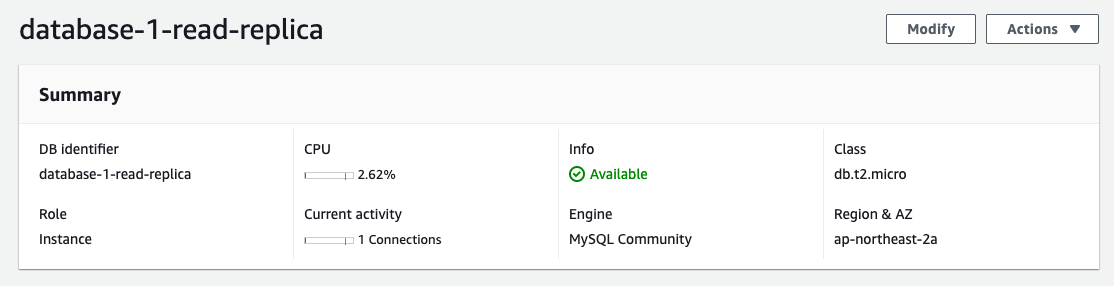 database-1-read-replica
Modify
Actions
Summary
DB identifier
database-1-read-replica
CPU
2.62%
Info
Available
Class
db.t2.micro
Role
Instance
Current activity
1 Connections
Engine
MySQL Community
Region & AZ
ap-northeast-2a